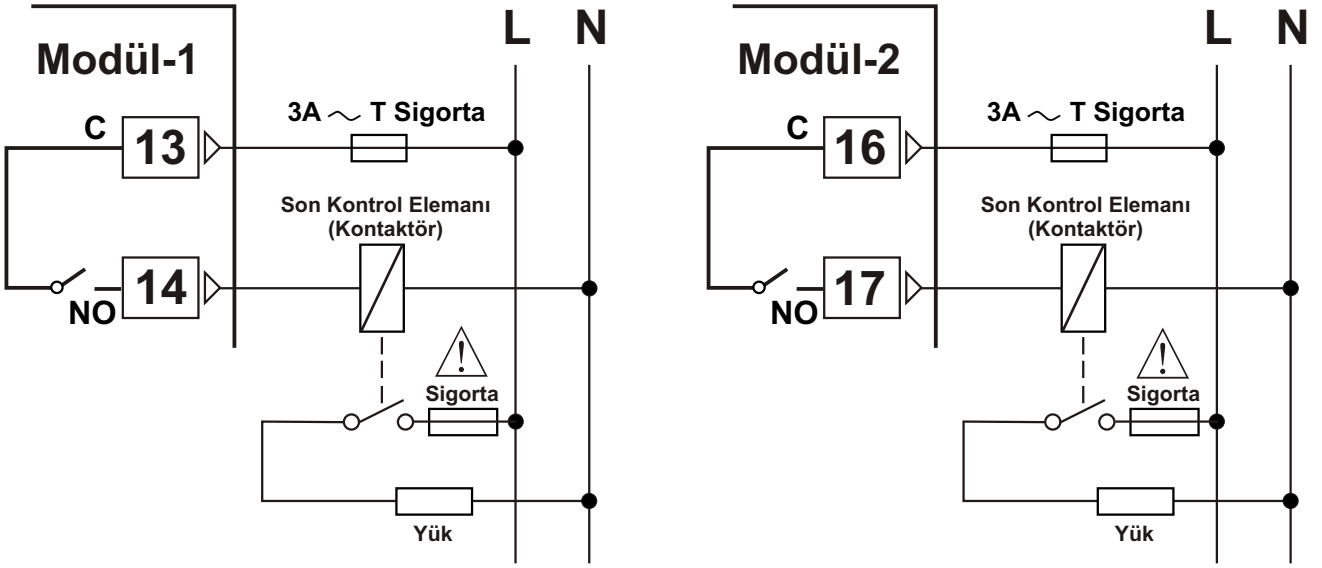 L N
Modül-1
3A ~ T Sigorta
C
13
Son Kontrol Elemanı
(Kontaktör)
14
NO
!
Sigorta
Yük
L N
Modül-2
3A ~ T Sigorta
C
16
Son Kontrol Elemanı
(Kontaktör)
17
NO
!
Sigorta
Yük